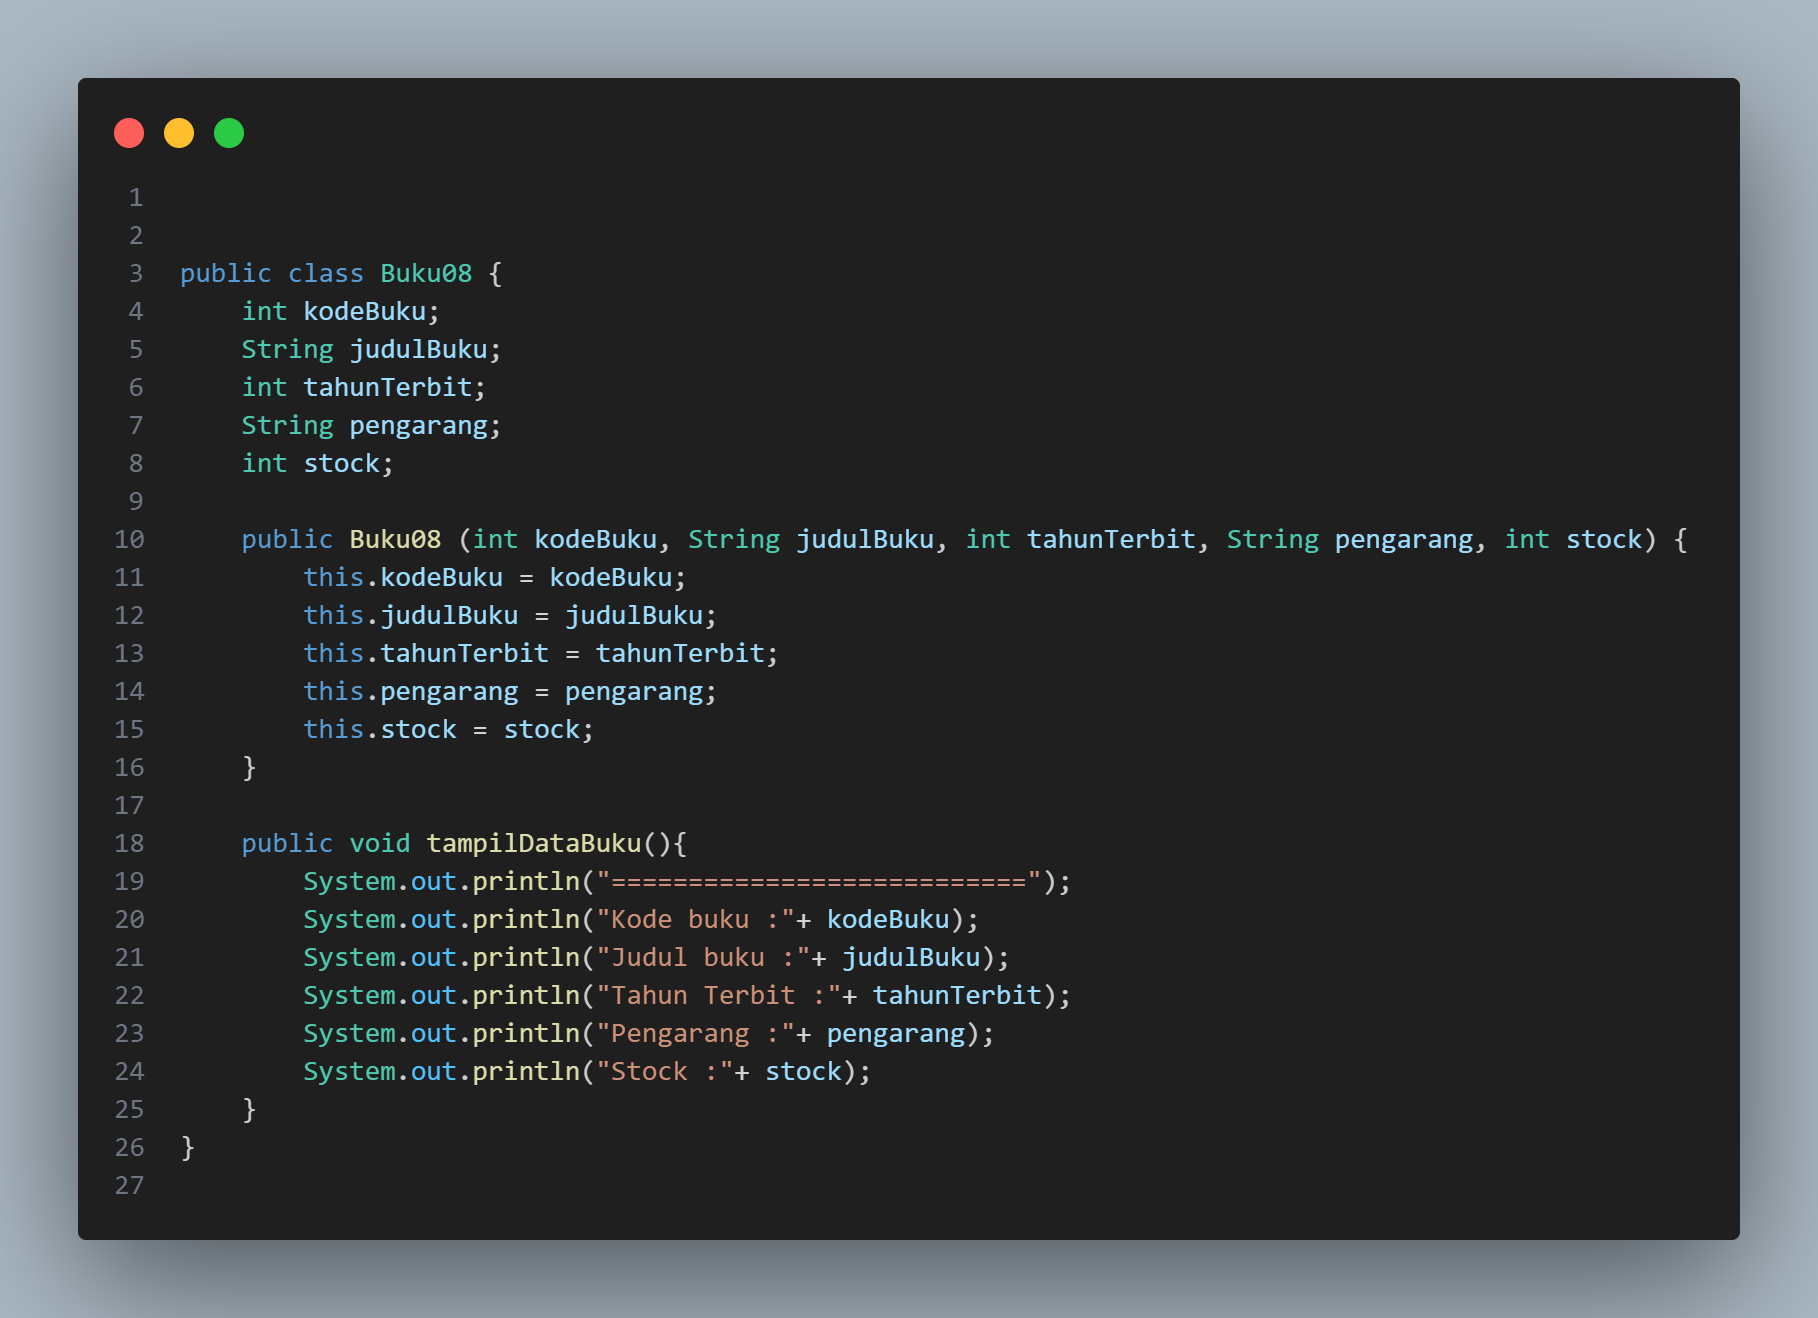 1
2
3 public class Buku08 {
4     int kodeBuku;
5     String judulBuku;
6     int tahunTerbit;
7     String pengarang;
8     int stock;
9
10     public Buku08 (int kodeBuku, String judulBuku, int tahunTerbit, String pengarang, int stock) {
11         this.kodeBuku = kodeBuku;
12         this.judulBuku = judulBuku;
13         this.tahunTerbit = tahunTerbit;
14         this.pengarang = pengarang;
15         this.stock = stock;
16     }
17
18     public void tampilDataBuku(){
19         System.out.println("===========================");
20         System.out.println("Kode buku :"+ kodeBuku);
21         System.out.println("Judul buku :"+ judulBuku);
22         System.out.println("Tahun Terbit :"+ tahunTerbit);
23         System.out.println("Pengarang :"+ pengarang);
24         System.out.println("Stock :"+ stock);
25     }
26 }
27